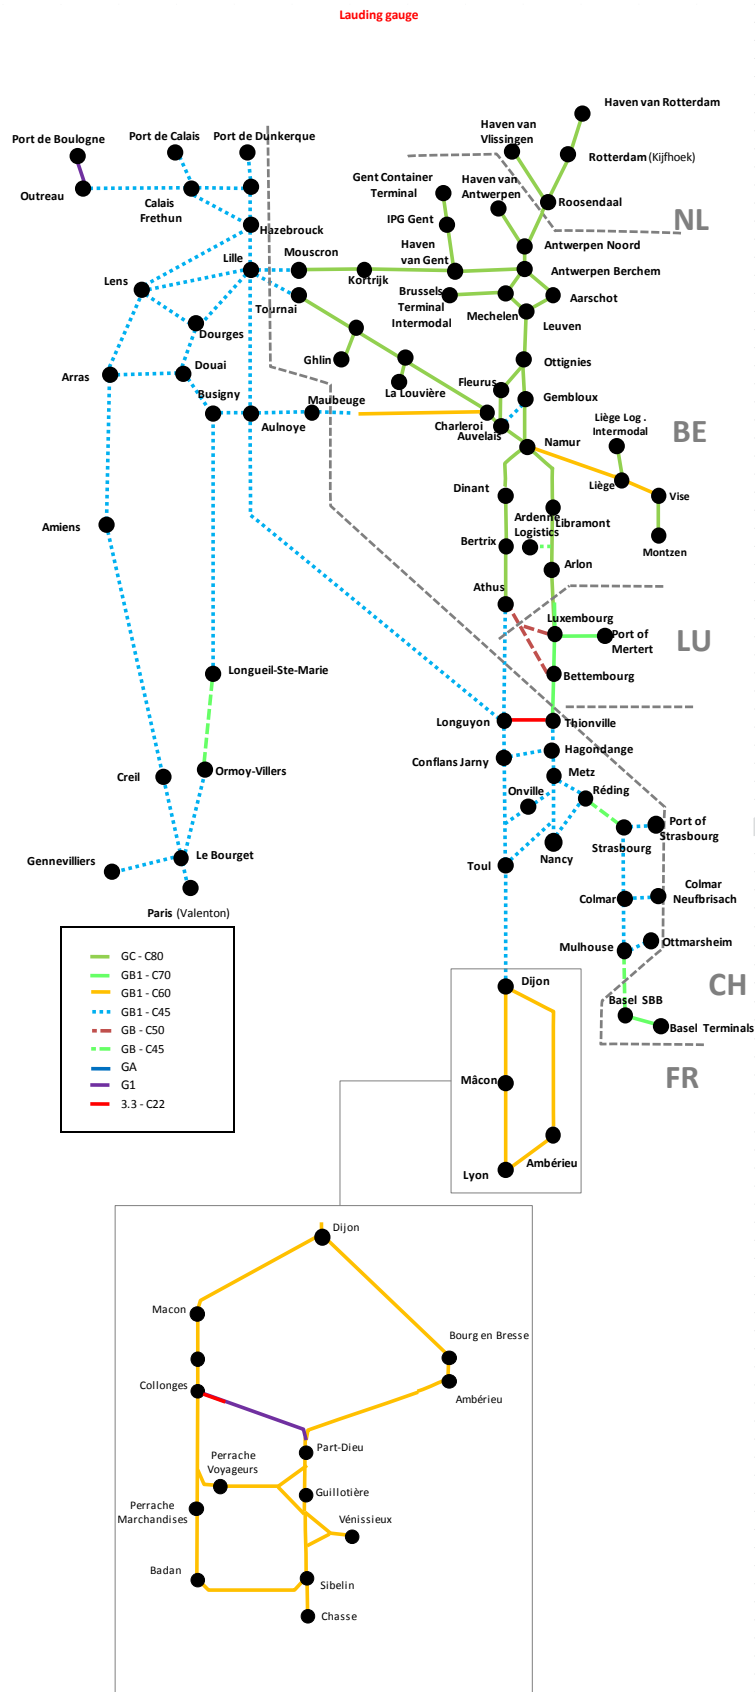 Lauding gauge
Haven van Rotterdam
Port de Boulogne
Port de Calais
Port de Dunkerque
Haven van
Vlissingen
Rotterdam (Kijfhoek)
Gent Container
Terminal
Haven van
Antwerpen
Outreau
Calais
Frethun
Roosendaal
NL
IPG Gent
Hazebrouck
Antwerpen Noord
Mouscron
Haven
van Gent
Lille
Kortrijk
Antwerpen Berchem
Lens
Tournai
Brussels
Terminal
Intermodal
Aarschot
Mechelen
Leuven
Dourges
Ghlin
Ottignies
Douai
Arras
La Louvière
Fleurus
Busigny
Maubeuge
Gembloux
Aulnoye
Charleroi
Auvelais
Liège Log .
Intermodal
BE
Namur
Liège
Vise
Dinant
Ardenne
Logistics
Libramont
Amiens
Bertrix
Montzen
Arlon
Athus
Luxembourg
Port of
Mertert
LU
Longueil-Ste-Marie
Bettembourg
Longuyon
Thionville
Hagondange
Conflans Jarny
Metz
Creil
Ormoy-Villers
Onville
Réding
Port of
Strasbourg
Strasbourg
Le Bourget
Gennevilliers
Toul
Nancy
Colmar
Colmar
Neufbrisach
Paris (Valenton)
Mulhouse
Ottmarsheim
GC - C80
GB1 - C70
GB1 - C60
GB1 - C45
GB - C50
GB - C45
GA
G1
3.3 - C22
Dijon
CH
Basel SBB
Basel Terminals
FR
Mâcon
Ambérieu
Lyon
Dijon
Macon
Bourg en Bresse
Collonges
Ambérieu
Part-Dieu
Perrache
Voyageurs
Guillotière
Perrache
Marchandises
Vénissieux
Badan
Sibelin
Chasse